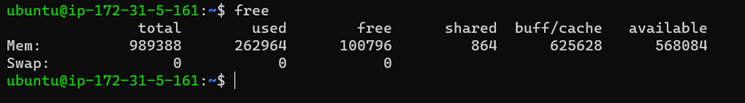 ubuntu@ip-172-31-5-161:~$ free
total used free shared buff/cache available
Mem: 989388 262964 100796 864 625628 568084
Swap: 0 0 0
ubuntu@ip-172-31-5-161:~$